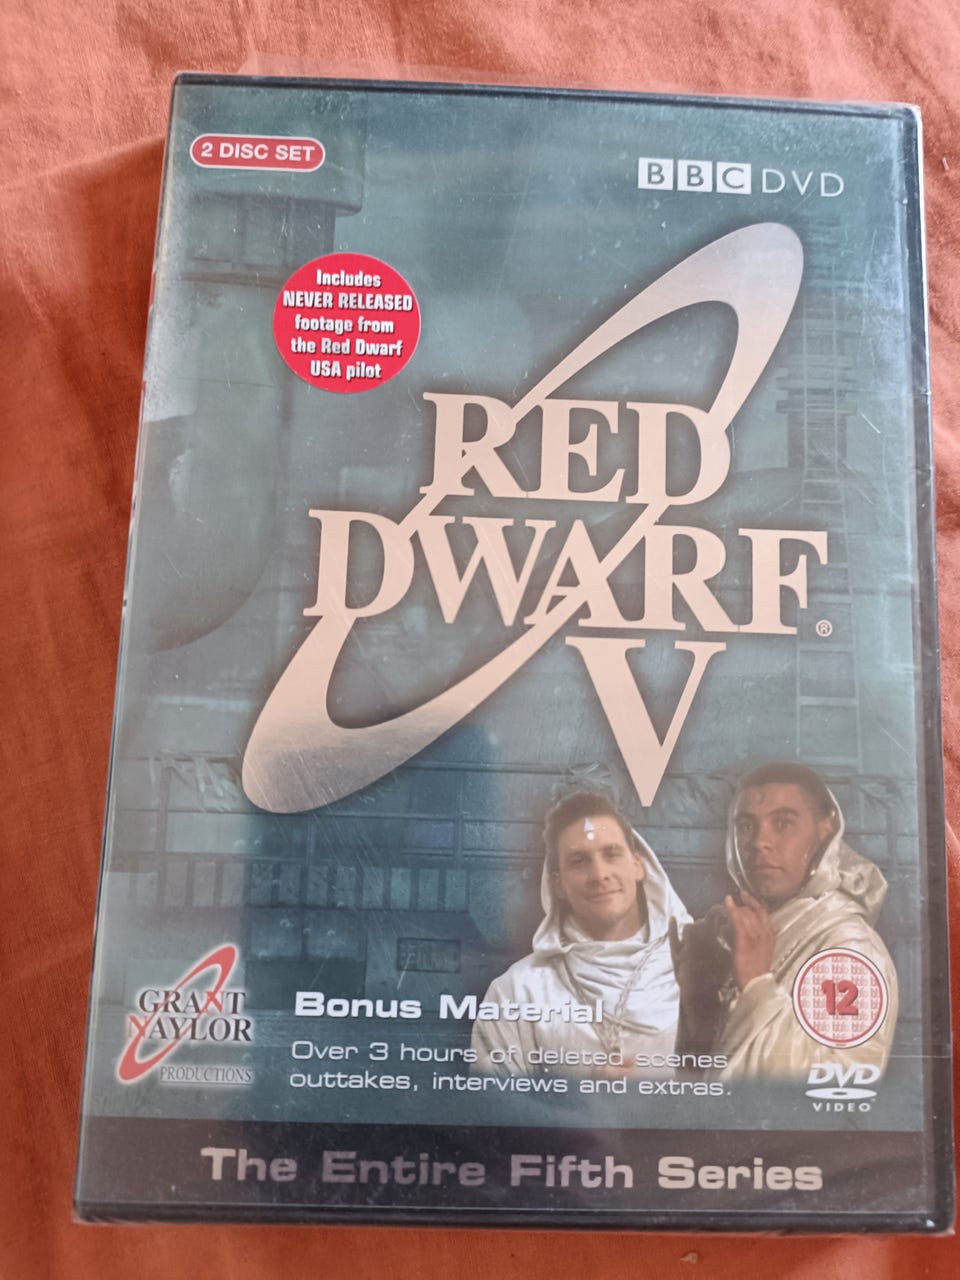 2 DISC SET
BBC DVD
Includes
NEVER RELEASED
footage from
the Red Dwarf
USA pilot
RED
DWARF®
V
GRANT
NAYLOR
PRODUCTIONS
Bonus Material
Over 3 hours of deleted scenes
outtakes, interviews and extras.
12
DVD
VIDEO
The Entire Fifth Series